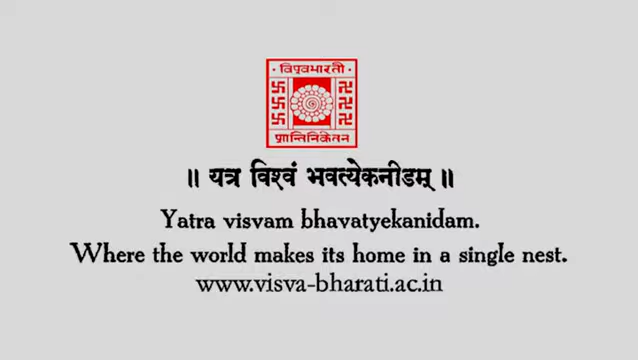 · विश्वभारती ·
शान्तिनिकेतन
॥ यत्र विश्वं भवत्येकनीडम् ॥
Yatra visvam bhavatyekanidam.
Where the world makes its home in a single nest.
www.visva-bharati.ac.in